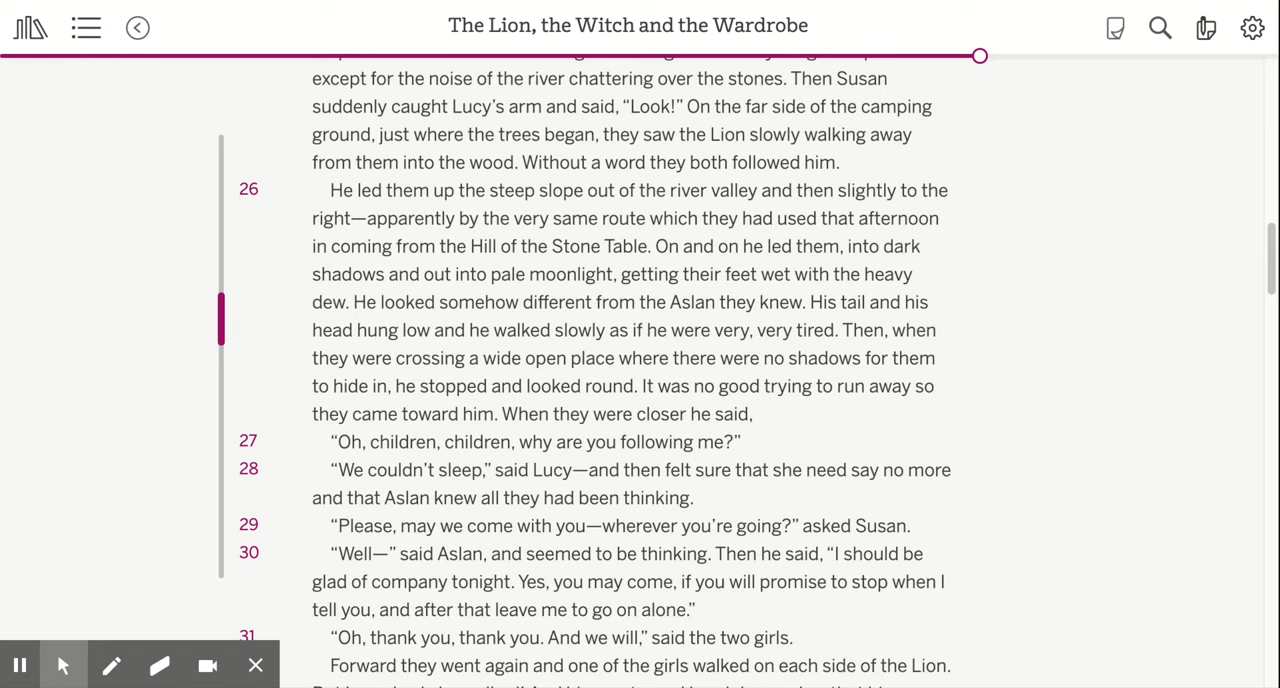 The Lion, the Witch and the Wardrobe
except for the noise of the river chattering over the stones. Then Susan
suddenly caught Lucy’s arm and said, “Look!” On the far side of the camping
ground, just where the trees began, they saw the Lion slowly walking away
from them into the wood. Without a word they both followed him.
26 He led them up the steep slope out of the river valley and then slightly to the
right—apparently by the very same route which they had used that afternoon
in coming from the Hill of the Stone Table. On and on he led them, into dark
shadows and out into pale moonlight, getting their feet wet with the heavy
dew. He looked somehow different from the Aslan they knew. His tail and his
head hung low and he walked slowly as if he were very, very tired. Then, when
they were crossing a wide open place where there were no shadows for them
to hide in, he stopped and looked round. It was no good trying to run away so
they came toward him. When they were closer he said,
27 “Oh, children, children, why are you following me?”
28 “We couldn’t sleep,” said Lucy—and then felt sure that she need say no more
and that Aslan knew all they had been thinking.
29 “Please, may we come with you—wherever you’re going?” asked Susan.
30 “Well—” said Aslan, and seemed to be thinking. Then he said, “I should be
glad of company tonight. Yes, you may come, if you will promise to stop when I
tell you, and after that leave me to go on alone.”
31 “Oh, thank you, thank you. And we will,” said the two girls.
Forward they went again and one of the girls walked on each side of the Lion.